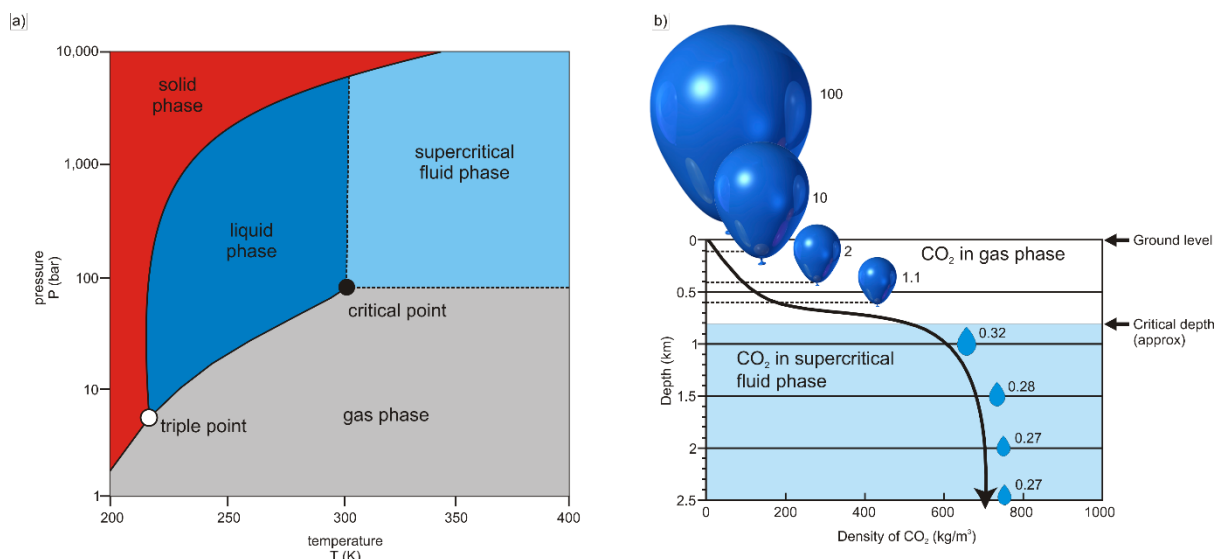 a)
10,000
1,000
100
10
1
pressure
P (bar)
solid
phase
liquid
phase
supercritical
fluid phase
critical point
triple point
gas phase
200
250
300
350
400
temperature
T (K)
b)
100
10
2
1.1
CO₂ in gas phase
Ground level
Critical depth
(approx)
0
0.5
1
1.5
2
2.5
Depth (km)
CO₂ in supercritical
fluid phase
0.32
0.28
0.27
0.27
0
200
400
600
800
1000
Density of CO₂ (kg/m³)